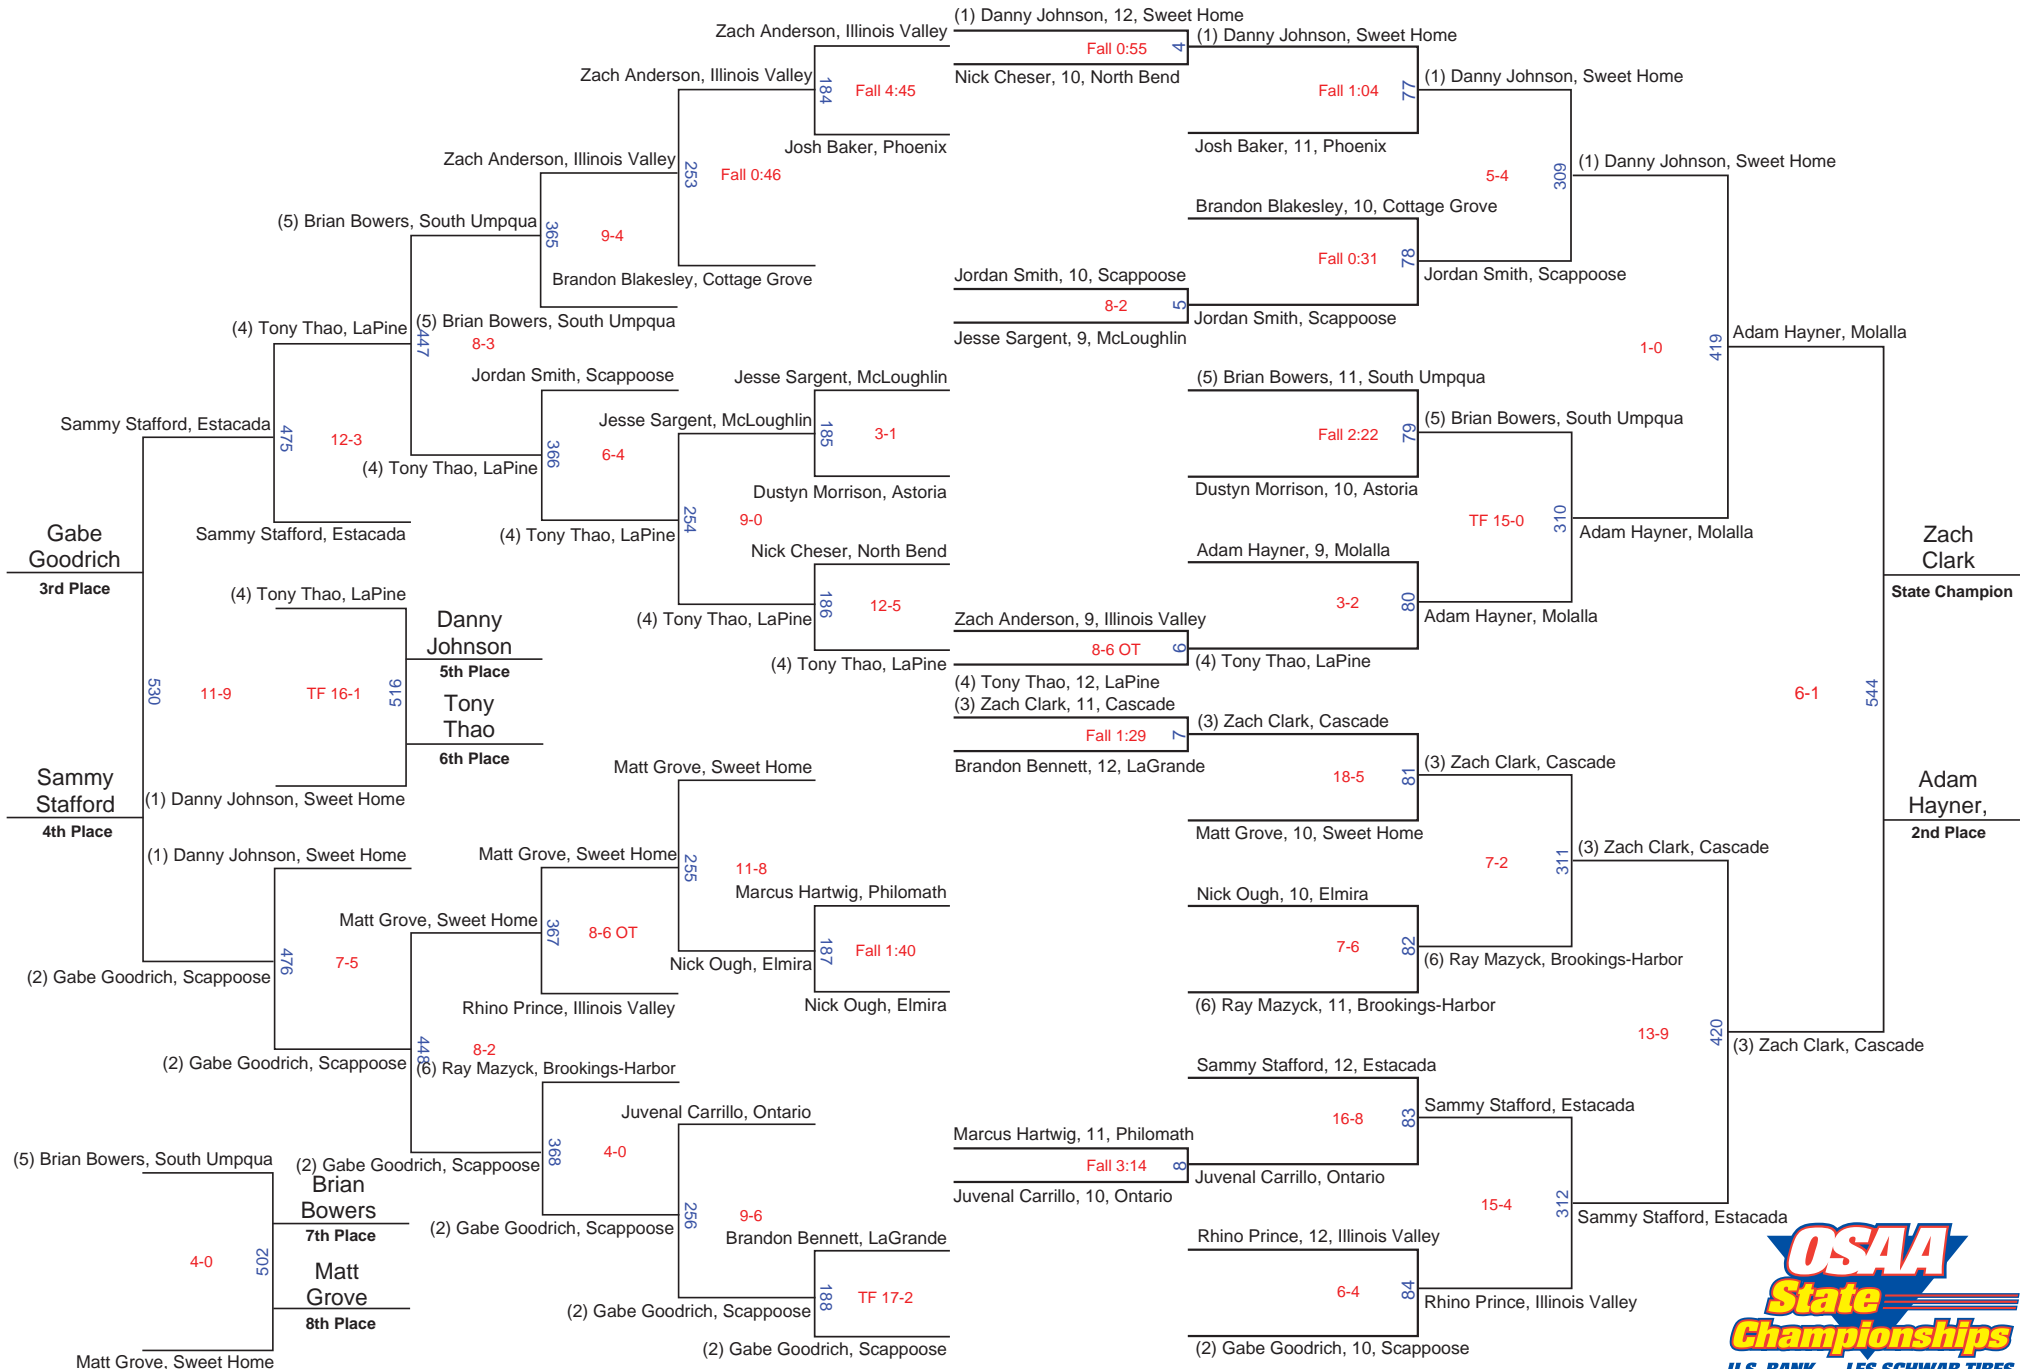 (1) Danny Johnson, 12, Sweet Home
Zach Anderson, Illinois Valley
(1) Danny Johnson, Sweet Home
Fall 0:55
4
Zach Anderson, Illinois Valley
Nick Cheser, 10, North Bend
(1) Danny Johnson, Sweet Home
184
Fall 4:45
Fall 1:04
77
Josh Baker, Phoenix
Josh Baker, 11, Phoenix
Zach Anderson, Illinois Valley
(1) Danny Johnson, Sweet Home
253
Fall 0:46
5-4
309
Brandon Blakesley, 10, Cottage Grove
(5) Brian Bowers, South Umpqua
365
9-4
Fall 0:31
78
Brandon Blakesley, Cottage Grove
Jordan Smith, 10, Scappoose
Jordan Smith, Scappoose
8-2
5
(4) Tony Thao, LaPine
(5) Brian Bowers, South Umpqua
Jordan Smith, Scappoose
Adam Hayner, Molalla
447
8-3
Jesse Sargent, 9, McLoughlin
1-0
419
Jordan Smith, Scappoose
Jesse Sargent, McLoughlin
(5) Brian Bowers, 11, South Umpqua
Sammy Stafford, Estacada
Jesse Sargent, McLoughlin
(5) Brian Bowers, South Umpqua
475
12-3
185
3-1
Fall 2:22
79
(4) Tony Thao, LaPine
366
6-4
Dustyn Morrison, Astoria
Dustyn Morrison, 10, Astoria
Gabe
Goodrich
3rd Place
Sammy Stafford, Estacada
(4) Tony Thao, LaPine
254
9-0
TF 15-0
310
Adam Hayner, Molalla
Zach
Clark
State Champion
Nick Cheser, North Bend
Adam Hayner, 9, Molalla
(4) Tony Thao, LaPine
186
12-5
3-2
80
Danny
Johnson
5th Place
(4) Tony Thao, LaPine
Zach Anderson, 9, Illinois Valley
Adam Hayner, Molalla
8-6 OT
6
(4) Tony Thao, LaPine
(4) Tony Thao, LaPine
530
11-9
TF 16-1
516
(4) Tony Thao, 12, LaPine
6-1
544
Tony
Thao
6th Place
(3) Zach Clark, 11, Cascade
(3) Zach Clark, Cascade
Fall 1:29
7
Sammy
Stafford
4th Place
Matt Grove, Sweet Home
Brandon Bennett, 12, LaGrande
(3) Zach Clark, Cascade
18-5
81
Adam
Hayner,
2nd Place
(1) Danny Johnson, Sweet Home
Matt Grove, 10, Sweet Home
(1) Danny Johnson, Sweet Home
Matt Grove, Sweet Home
(3) Zach Clark, Cascade
255
11-8
7-2
311
Marcus Hartwig, Philomath
Nick Ough, 10, Elmira
Matt Grove, Sweet Home
367
8-6 OT
187
Fall 1:40
7-6
82
(2) Gabe Goodrich, Scappoose
476
7-5
Nick Ough, Elmira
(6) Ray Mazyck, Brookings-Harbor
Rhino Prince, Illinois Valley
Nick Ough, Elmira
(6) Ray Mazyck, 11, Brookings-Harbor
(2) Gabe Goodrich, Scappoose
448
8-2
13-9
420
(3) Zach Clark, Cascade
(6) Ray Mazyck, Brookings-Harbor
Sammy Stafford, 12, Estacada
Juvenal Carrillo, Ontario
16-8
83
Sammy Stafford, Estacada
Marcus Hartwig, 11, Philomath
(5) Brian Bowers, South Umpqua
(2) Gabe Goodrich, Scappoose
368
4-0
Fall 3:14
8
Juvenal Carrillo, Ontario
Juvenal Carrillo, 10, Ontario
Brian
Bowers
7th Place
(2) Gabe Goodrich, Scappoose
256
9-6
15-4
312
Sammy Stafford, Estacada
Brandon Bennett, LaGrande
Rhino Prince, 12, Illinois Valley
4-0
502
Matt
Grove
8th Place
(2) Gabe Goodrich, Scappoose
188
TF 17-2
6-4
84
Rhino Prince, Illinois Valley
Matt Grove, Sweet Home
(2) Gabe Goodrich, Scappoose
(2) Gabe Goodrich, 10, Scappoose
OSAA
State
Championships
U.S. BANK LES SCHWAB TIRES